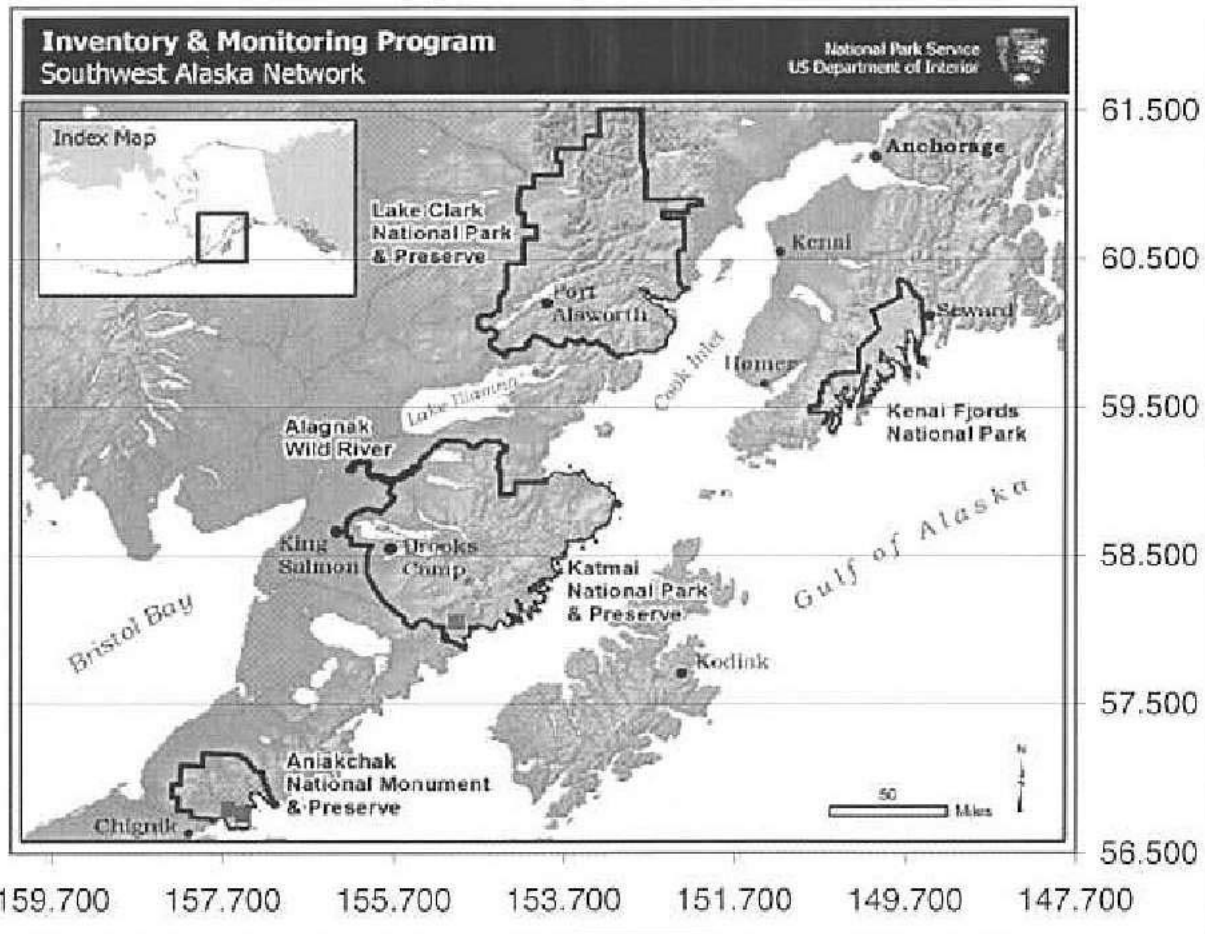 Inventory & Monitoring Program
Southwest Alaska Network
National Park Service
US Department of Interior
Index Map
Anchorage
Lake Clark
National Park
& Preserve
Kenai
Port
Alsworth
Seward
Homer
Cook Inlet
Lake Iliamna
Kenai Fjords
National Park
Alagnak
Wild River
Gulf of Alaska
King
Salmon
Brooks
Camp
Katmai
National Park
& Preserve
Bristol Bay
Kodiak
Aniakchak
National Monument
& Preserve
Chignik
N
50
Miles
61.500
60.500
59.500
58.500
57.500
56.500
159.700 157.700 155.700 153.700 151.700 149.700 147.700